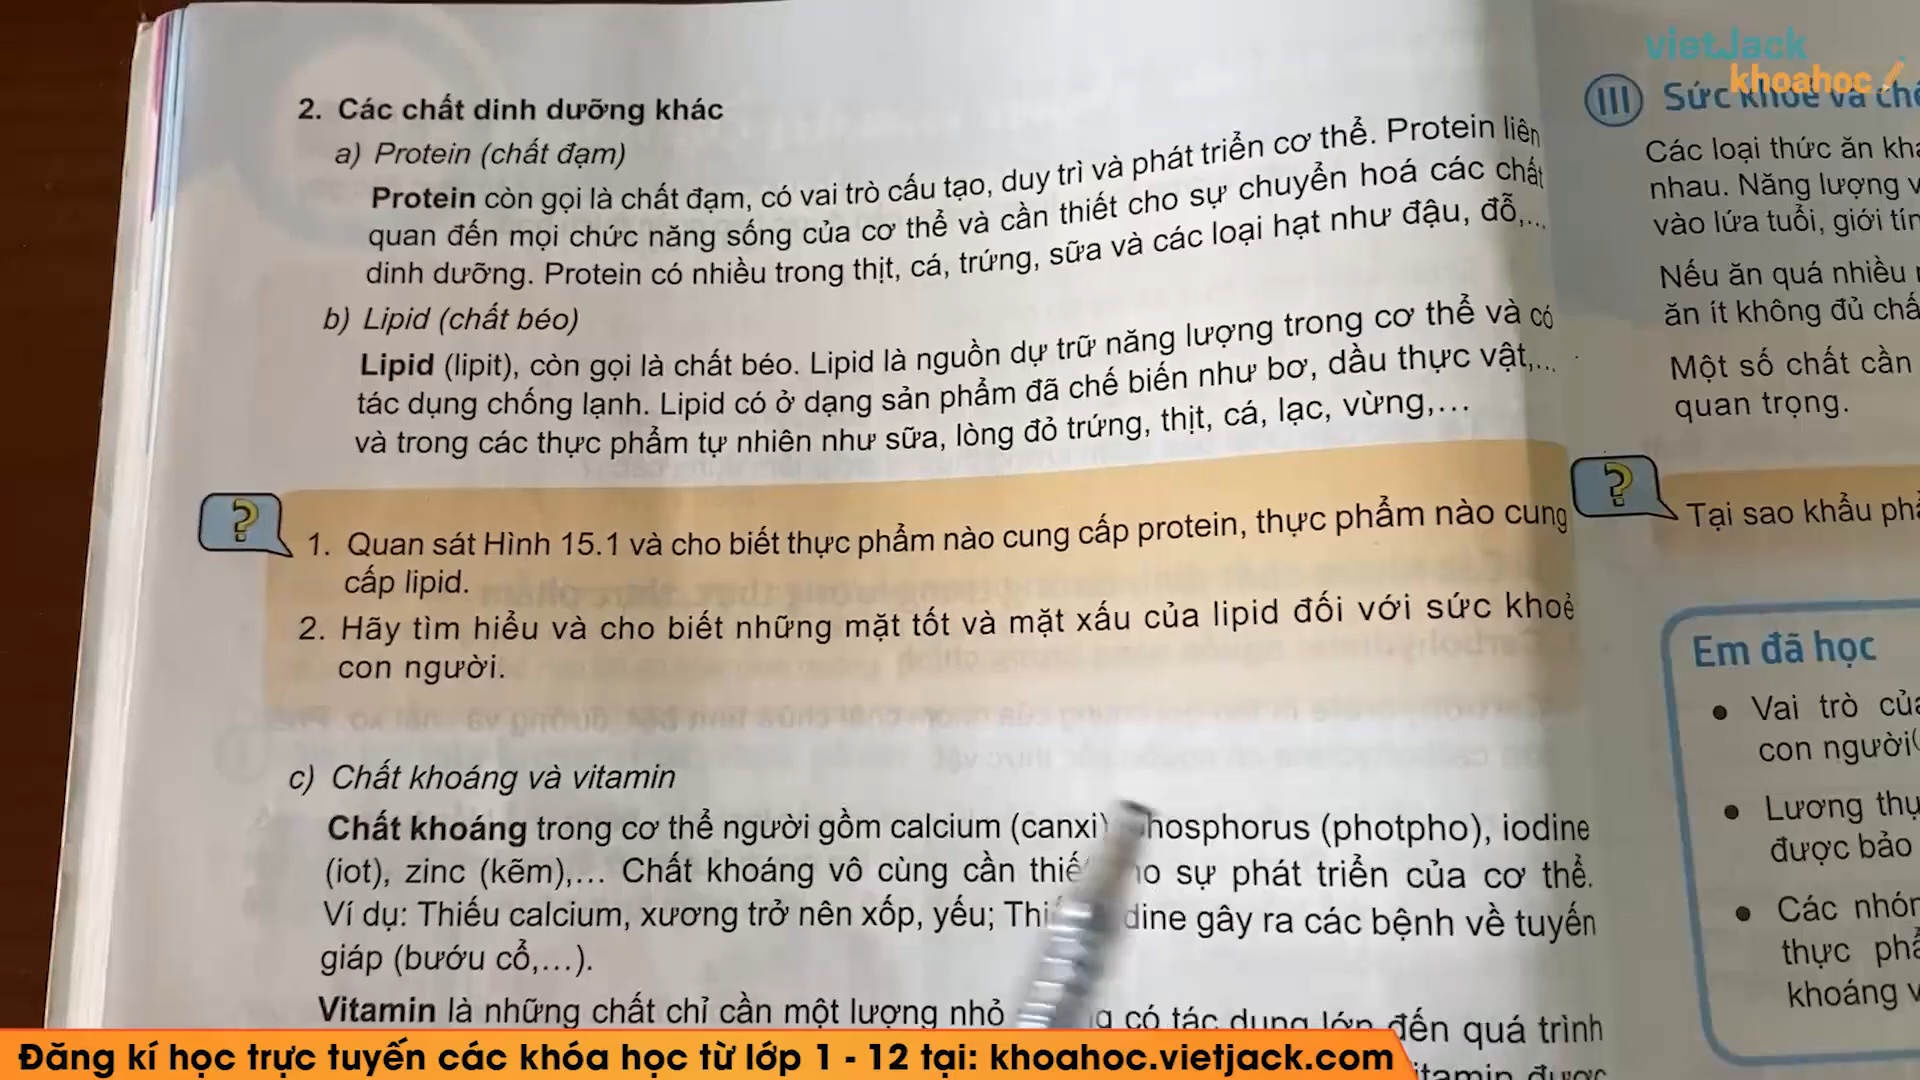 vietJack
khoahoc
2. Các chất dinh dưỡng khác
a) Protein (chất đạm)
Protein còn gọi là chất đạm, có vai trò cấu tạo, duy trì và phát triển cơ thể. Protein liên
quan đến mọi chức năng sống của cơ thể và cần thiết cho sự chuyển hoá các chất
dinh dưỡng. Protein có nhiều trong thịt, cá, trứng, sữa và các loại hạt như đậu, đỗ,...
b) Lipid (chất béo)
Lipid (lipit), còn gọi là chất béo. Lipid là nguồn dự trữ năng lượng trong cơ thể và có
tác dụng chống lạnh. Lipid có ở dạng sản phẩm đã chế biến như bơ, dầu thực vật,...
và trong các thực phẩm tự nhiên như sữa, lòng đỏ trứng, thịt, cá, lạc, vừng,...
?
1. Quan sát Hình 15.1 và cho biết thực phẩm nào cung cấp protein, thực phẩm nào cung
cấp lipid.
2. Hãy tìm hiểu và cho biết những mặt tốt và mặt xấu của lipid đối với sức khoẻ
con người.
c) Chất khoáng và vitamin
Chất khoáng trong cơ thể người gồm calcium (canxi) hosphorus (photpho), iodine
(iot), zinc (kẽm),... Chất khoáng vô cùng cần sự phát triển của cơ thể.
Ví dụ: Thiếu calcium, xương trở nên xốp, yếu; dine gây ra các bệnh về tuyến
giáp (bướu cổ,...).
Vitamin là những chất chỉ cần một lượng nhỏ có tác dụng lớn đến quá trình
được
III Sức khoẻ và
Các loại thức ăn
nhau. Năng lượng
vào lứa tuổi, giới
Nếu ăn quá nhiều
ăn ít không đủ
Một số chất cần
quan trọng.
?
Tại sao khẩu
Em đã học
• Vai trò
con người
• Lương
được bảo
• Các
thực
khoáng
Đăng kí học trực tuyến các khóa học từ lớp 1 - 12 tại: khoahoc.vietjack.com